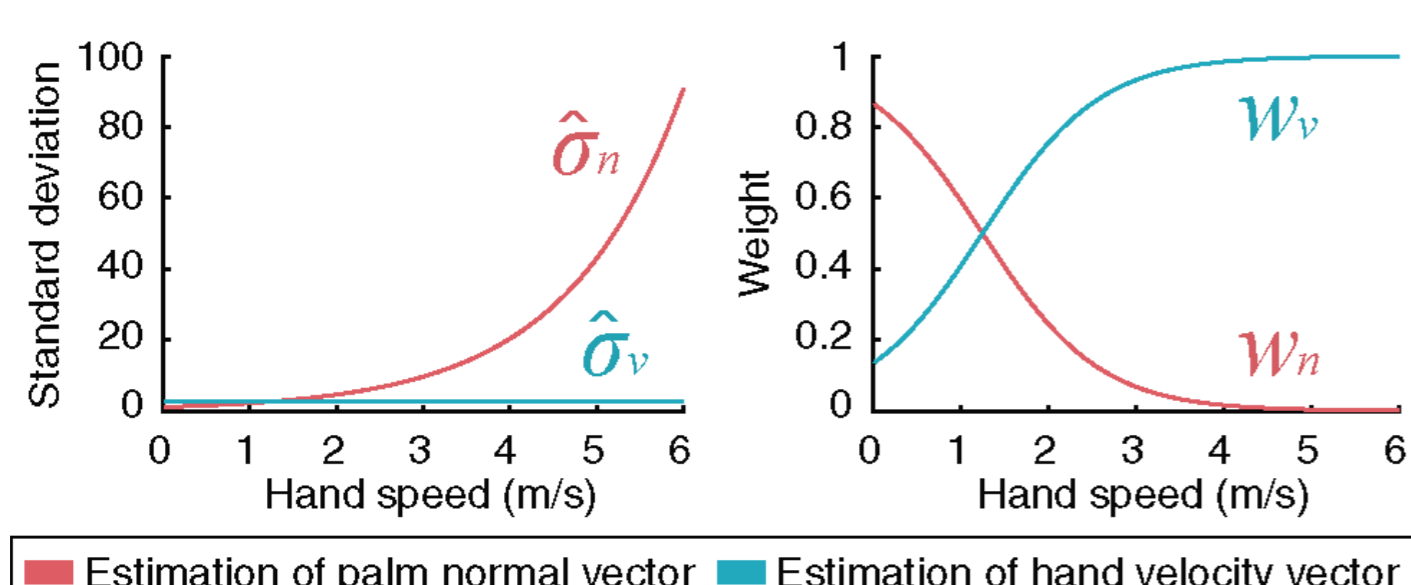 Standard deviation
100
80
60
40
20
0
0 1 2 3 4 5 6
Hand speed (m/s)
σ̂n
σ̂v
Weight
1
0.8
0.6
0.4
0.2
0
0 1 2 3 4 5 6
Hand speed (m/s)
Wv
Wn
Estimation of palm normal vector Estimation of hand velocity vector